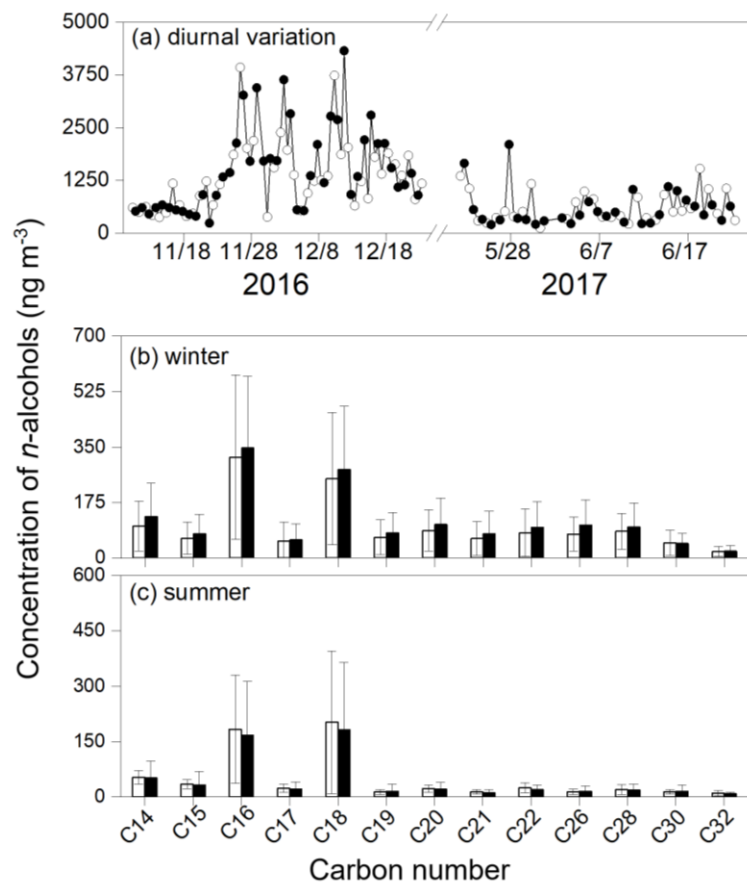 Concentration of n-alcohols (ng m⁻³)
5000
3750
2500
1250
0
(a) diurnal variation
11/18 11/28 12/8 12/18 5/28 6/7 6/17
2016 2017
700
525
350
175
0
(b) winter
600
450
300
150
0
(c) summer
C14 C15 C16 C17 C18 C19 C20 C21 C22 C26 C28 C30 C32
Carbon number